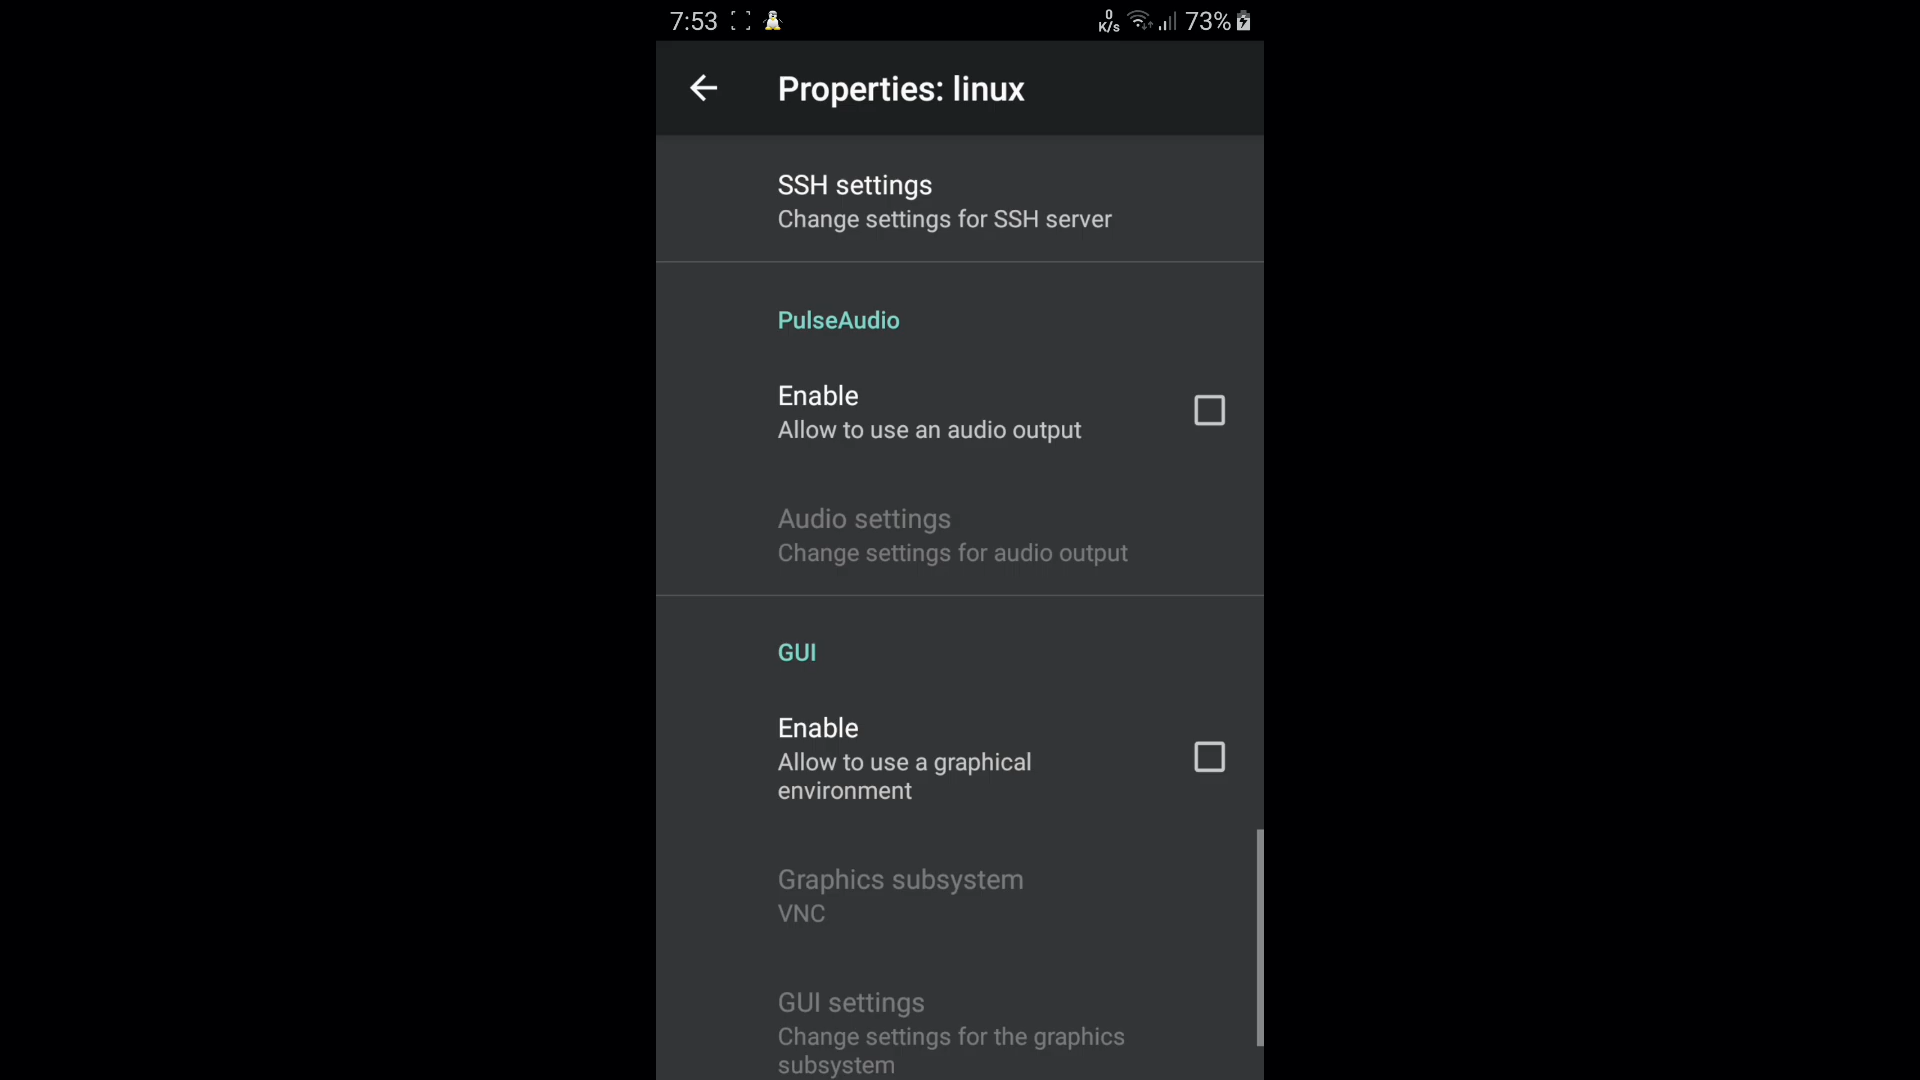 7:53
0
K/s
73%
Properties: linux
SSH settings
Change settings for SSH server
PulseAudio
Enable
Allow to use an audio output
Audio settings
Change settings for audio output
GUI
Enable
Allow to use a graphical
environment
Graphics subsystem
VNC
GUI settings
Change settings for the graphics
subsystem